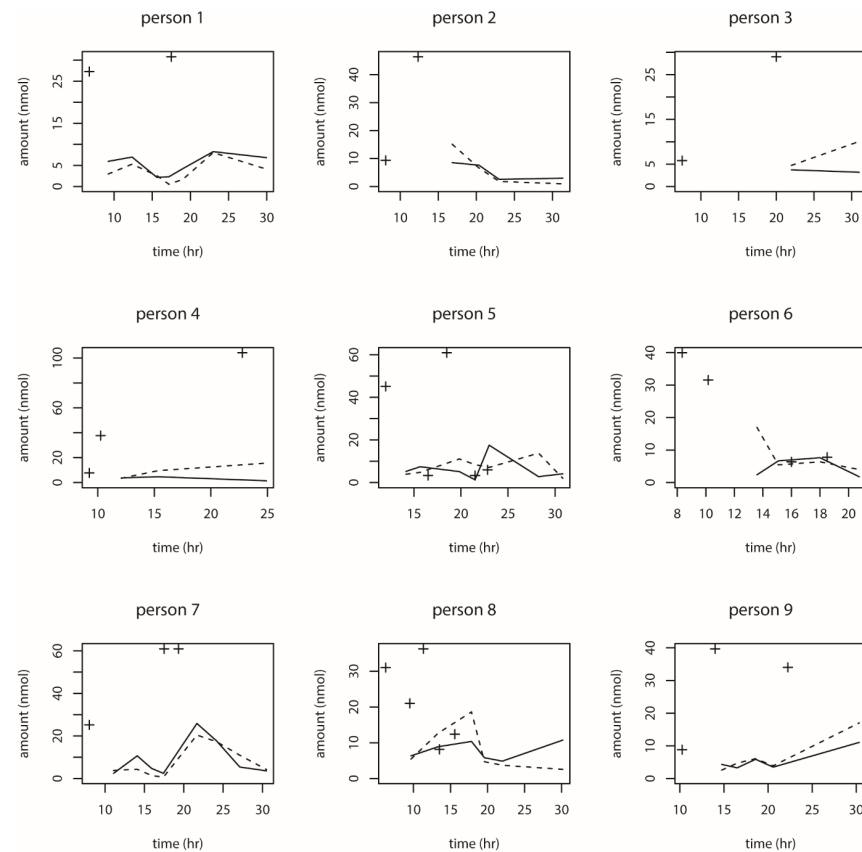 person 1
person 2
person 3
amount (nmol)
0 5 15 25
10 15 20 25 30
time (hr)
amount (nmol)
0 10 20 30 40
10 15 20 25 30
time (hr)
amount (nmol)
0 5 15 25
10 15 20 25 30
time (hr)
person 4
person 5
person 6
amount (nmol)
0 20 60 100
10 15 20 25
time (hr)
amount (nmol)
0 20 40 60
15 20 25 30
time (hr)
amount (nmol)
0 10 20 30 40
8 10 12 14 16 18 20
time (hr)
person 7
person 8
person 9
amount (nmol)
0 20 40 60
10 15 20 25 30
time (hr)
amount (nmol)
0 10 20 30
10 15 20 25 30
time (hr)
amount (nmol)
0 10 20 30 40
10 15 20 25 30
time (hr)